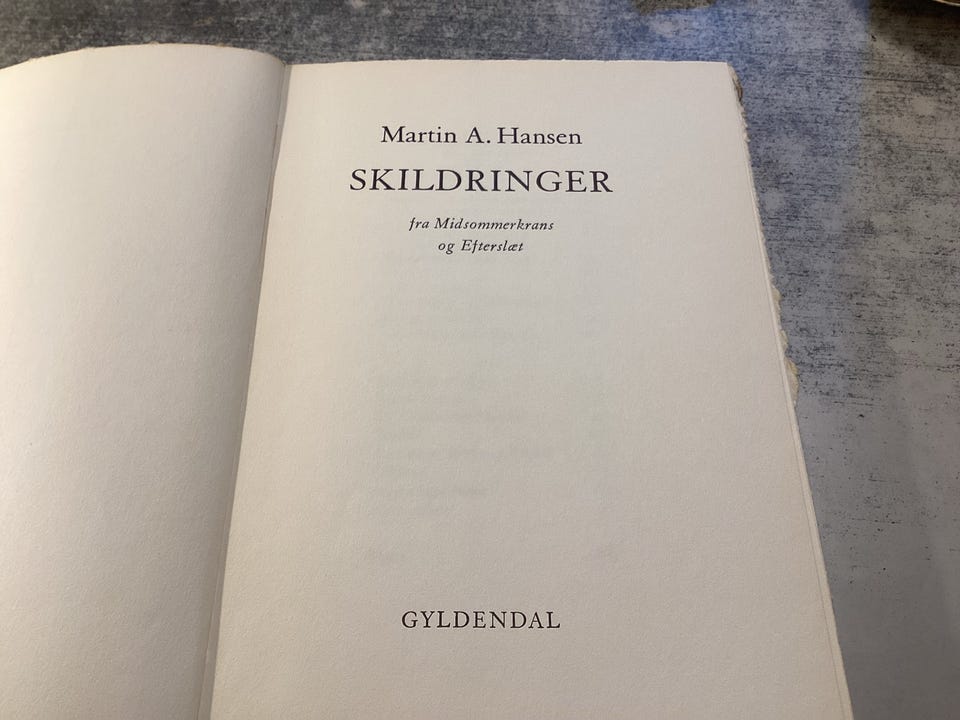 Martin A. Hansen
SKILDRINGER
fra Midsommerkrans
og Efterslæt
GYLDENDAL